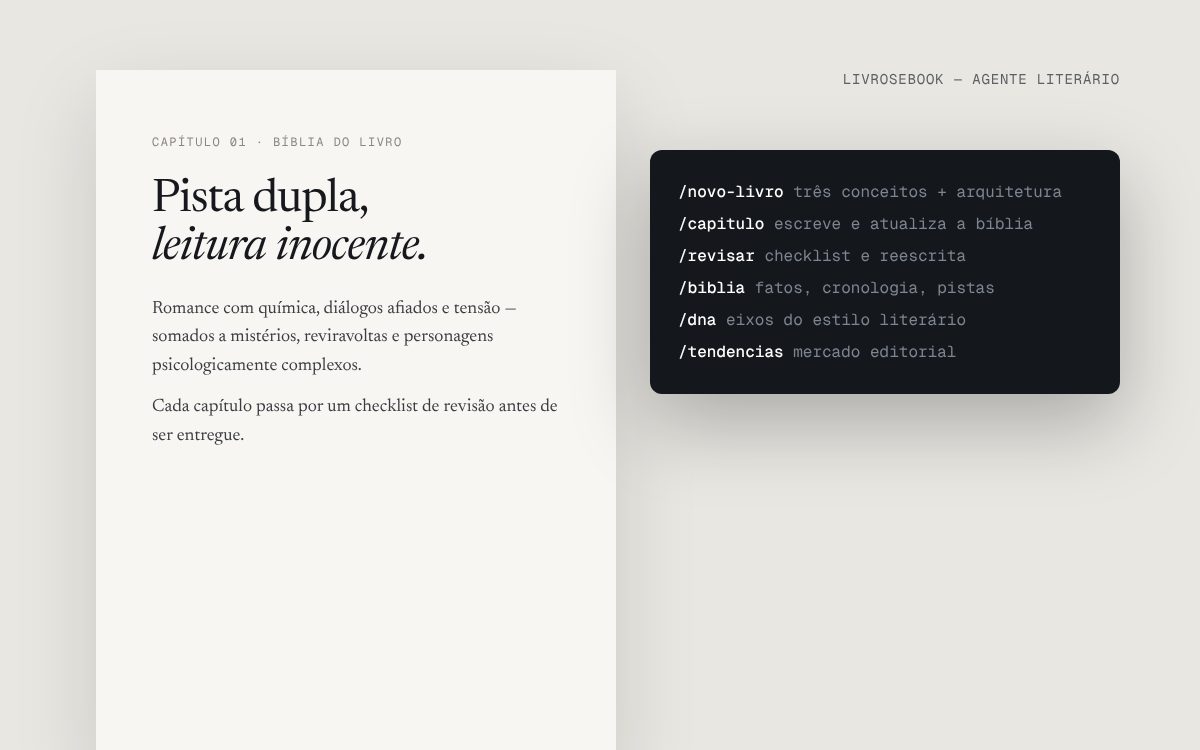 LIVROSEBOOK — AGENTE LITERÁRIO
CAPÍTULO 01 · BÍBLIA DO LIVRO
Pista dupla,
leitura inocente.
Romance com química, diálogos afiados e tensão —
somados a mistérios, reviravoltas e personagens
psicologicamente complexos.
Cada capítulo passa por um checklist de revisão antes de
ser entregue.
/novo-livro três conceitos + arquitetura
/capitulo escreve e atualiza a bíblia
/revisar checklist e reescrita
/biblia fatos, cronologia, pistas
/dna eixos do estilo literário
/tendencias mercado editorial